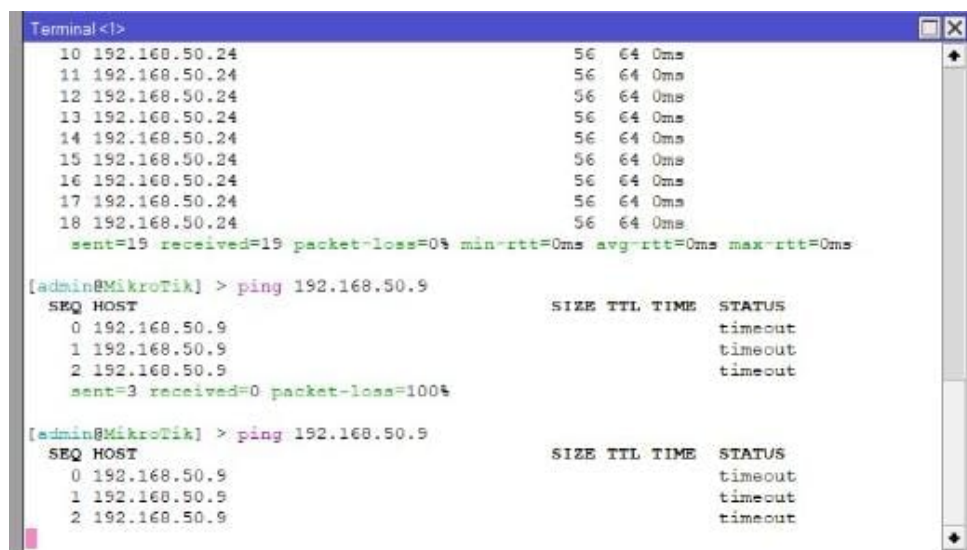 Terminal <1>
10 192.168.50.24 56 64 0ms
11 192.168.50.24 56 64 0ms
12 192.168.50.24 56 64 0ms
13 192.168.50.24 56 64 0ms
14 192.168.50.24 56 64 0ms
15 192.168.50.24 56 64 0ms
16 192.168.50.24 56 64 0ms
17 192.168.50.24 56 64 0ms
18 192.168.50.24 56 64 0ms
sent=19 received=19 packet-loss=0% min-rtt=0ms avg-rtt=0ms max-rtt=0ms
[admin@MikroTik] > ping 192.168.50.9
SEQ HOST SIZE TTL TIME STATUS
0 192.168.50.9 timeout
1 192.168.50.9 timeout
2 192.168.50.9 timeout
sent=3 received=0 packet-loss=100%
[admin@MikroTik] > ping 192.168.50.9
SEQ HOST SIZE TTL TIME STATUS
0 192.168.50.9 timeout
1 192.168.50.9 timeout
2 192.168.50.9 timeout